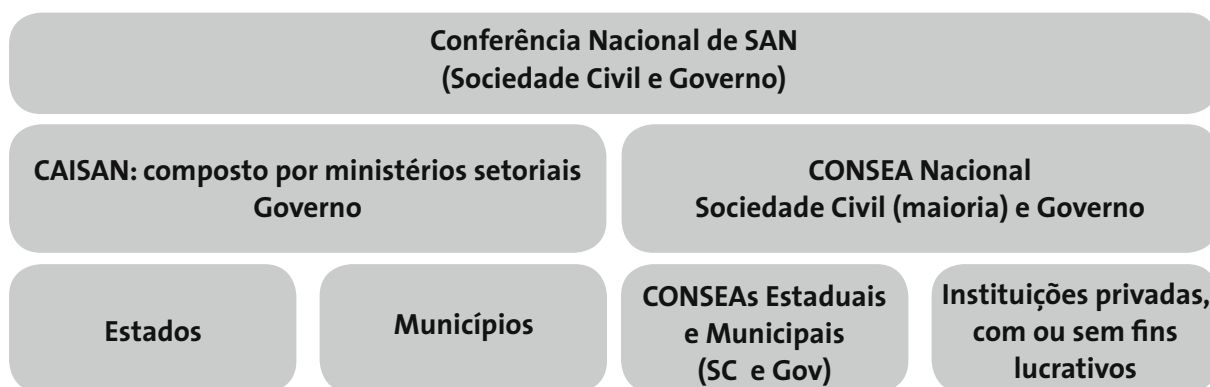 Conferência Nacional de SAN
(Sociedade Civil e Governo)
CAISAN: composto por ministérios setoriais
Governo
CONSEA Nacional
Sociedade Civil (maioria) e Governo
Estados
Municípios
CONSEAs Estaduais
e Municipais
(SC e Gov)
Instituições privadas,
com ou sem fins
lucrativos